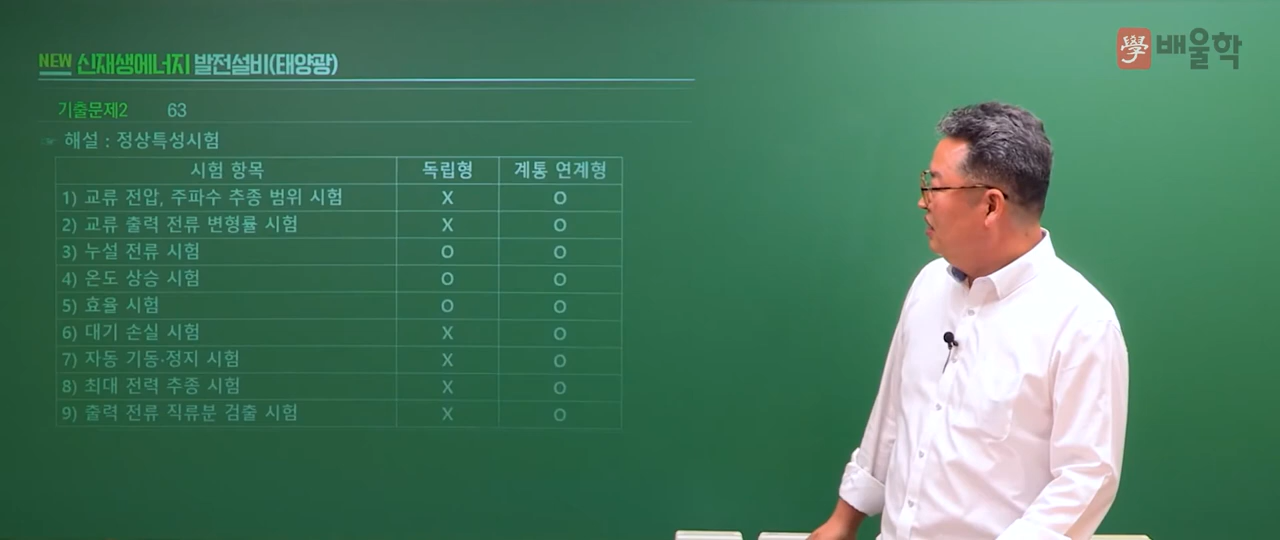 學 배울학
NEW 신재생에너지 발전설비(태양광)
기출문제2 63
☞ 해설 : 정상특성시험
시험 항목 독립형 계통 연계형
1) 교류 전압, 주파수 추종 범위 시험 X O
2) 교류 출력 전류 변형률 시험 X O
3) 누설 전류 시험 O O
4) 온도 상승 시험 O O
5) 효율 시험 O O
6) 대기 손실 시험 X O
7) 자동 기동·정지 시험 X O
8) 최대 전력 추종 시험 X O
9) 출력 전류 직류분 검출 시험 X O